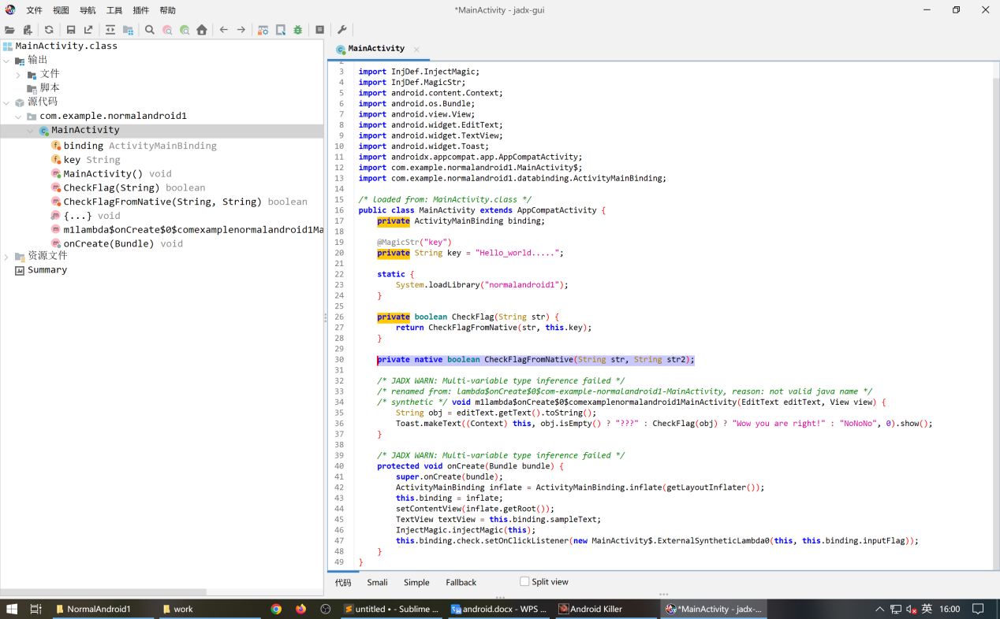 文件 视图 导航 工具 插件 帮助
*MainActivity - jadx-gui
MainActivity.class
输出
文件
脚本
源代码
com.example.normalandroid1
MainActivity
binding ActivityMainBinding
key String
MainActivity() void
CheckFlag(String) boolean
CheckFlagFromNative(String, String) boolean
{...} void
m1lambda$onCreate$0$comexamplenormalandroid1Ma
onCreate(Bundle) void
资源文件
Summary
MainActivity
2
3 import InjDef.InjectMagic;
4 import InjDef.MagicStr;
5 import android.content.Context;
6 import android.os.Bundle;
7 import android.view.View;
8 import android.widget.EditText;
9 import android.widget.TextView;
10 import android.widget.Toast;
11 import androidx.appcompat.app.AppCompatActivity;
12 import com.example.normalandroid1.MainActivity$;
13 import com.example.normalandroid1.databinding.ActivityMainBinding;
14
15 /* loaded from: MainActivity.class */
16 public class MainActivity extends AppCompatActivity {
17 private ActivityMainBinding binding;
18
19 @MagicStr("key")
20 private String key = "Hello_world.....";
21
22 static {
23 System.loadLibrary("normalandroid1");
24 }
25
26 private boolean CheckFlag(String str) {
27 return CheckFlagFromNative(str, this.key);
28 }
29
30 private native boolean CheckFlagFromNative(String str, String str2);
31
32 /* JADX WARN: Multi-variable type inference failed */
33 /* renamed from: lambda$onCreate$0$com-example-normalandroid1-MainActivity, reason: not valid java name */
34 /* synthetic */ void m1lambda$onCreate$0$comexamplenormalandroid1MainActivity(EditText editText, View view) {
35 String obj = editText.getText().toString();
36 Toast.makeText((Context) this, obj.isEmpty() ? "???" : CheckFlag(obj) ? "Wow you are right!" : "NoNoNo", 0).show();
37 }
38
39 /* JADX WARN: Multi-variable type inference failed */
40 protected void onCreate(Bundle bundle) {
41 super.onCreate(bundle);
42 ActivityMainBinding inflate = ActivityMainBinding.inflate(getLayoutInflater());
43 this.binding = inflate;
44 setContentView(inflate.getRoot());
45 TextView textView = this.binding.sampleText;
46 InjectMagic.injectMagic(this);
47 this.binding.check.setOnClickListener(new MainActivity$.ExternalSyntheticLambda0(this, this.binding.inputFlag));
48 }
49 }
代码 Smali Simple Fallback Split view
NormalAndroid1 work untitled • - Sublime ... android.docx - WPS ... Android Killer *MainActivity - jadx-... 英 16:00